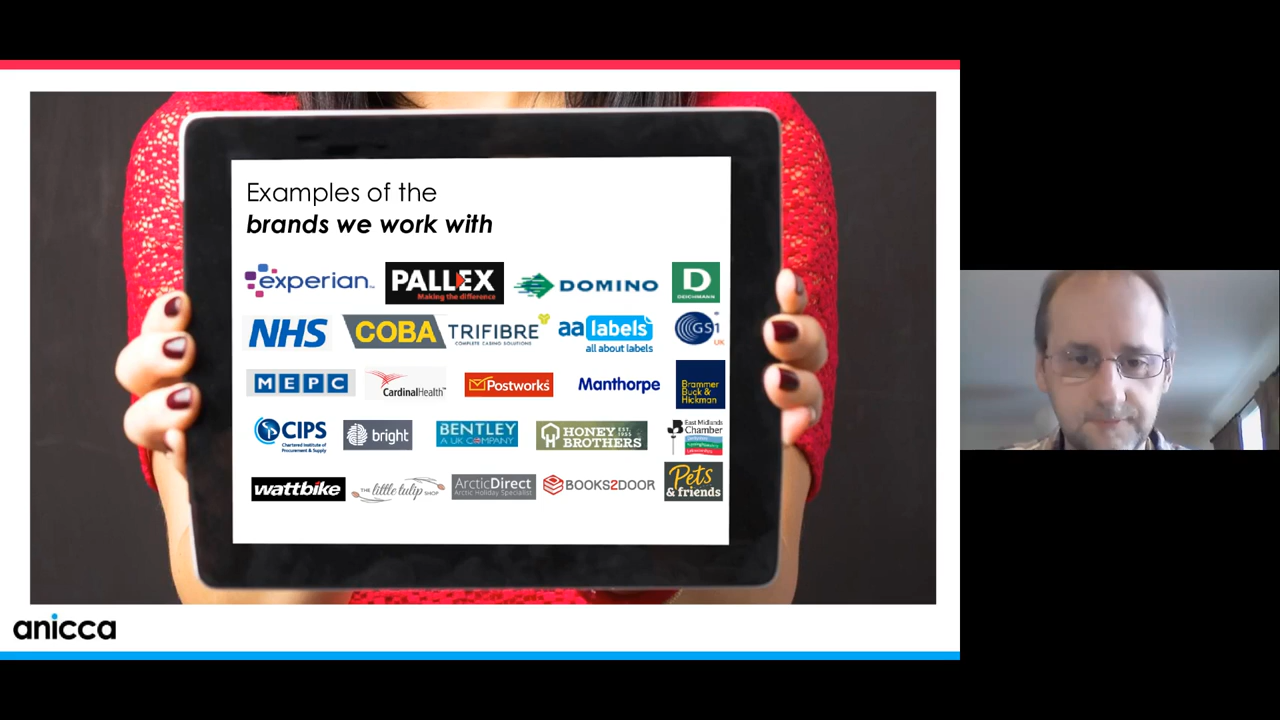 Examples of the
brands we work with
experian
PALLEX
Making the difference
DOMINO
D
DEICHMANN
NHS
COBA
TRIFIBRE
COMPLETE CASING SOLUTIONS
aa labels
all about labels
GS1
UK
MEPC
CardinalHealth
Postworks
Manthorpe
Brammer
Buck &
Hickman
CIPS
Chartered Institute of
Procurement & Supply
bright
BENTLEY
A UK COMPANY
HONEY
BROTHERS
EST.
East Midlands
Chamber
wattbike
THE little tulip SHOP
ArcticDirect
Arctic Holiday Specialist
BOOKS2DOOR
Pets
& friends
anicca